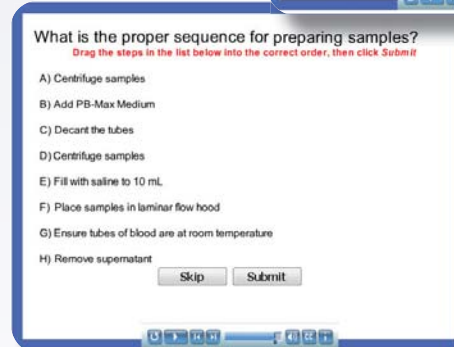 What is the proper sequence for preparing samples?
Drag the steps in the list below into the correct order, then click Submit
A) Centrifuge samples
B) Add PB-Max Medium
C) Decant the tubes
D) Centrifuge samples
E) Fill with saline to 10 mL
F) Place samples in laminar flow hood
G) Ensure tubes of blood are at room temperature
H) Remove supernatant
Skip Submit